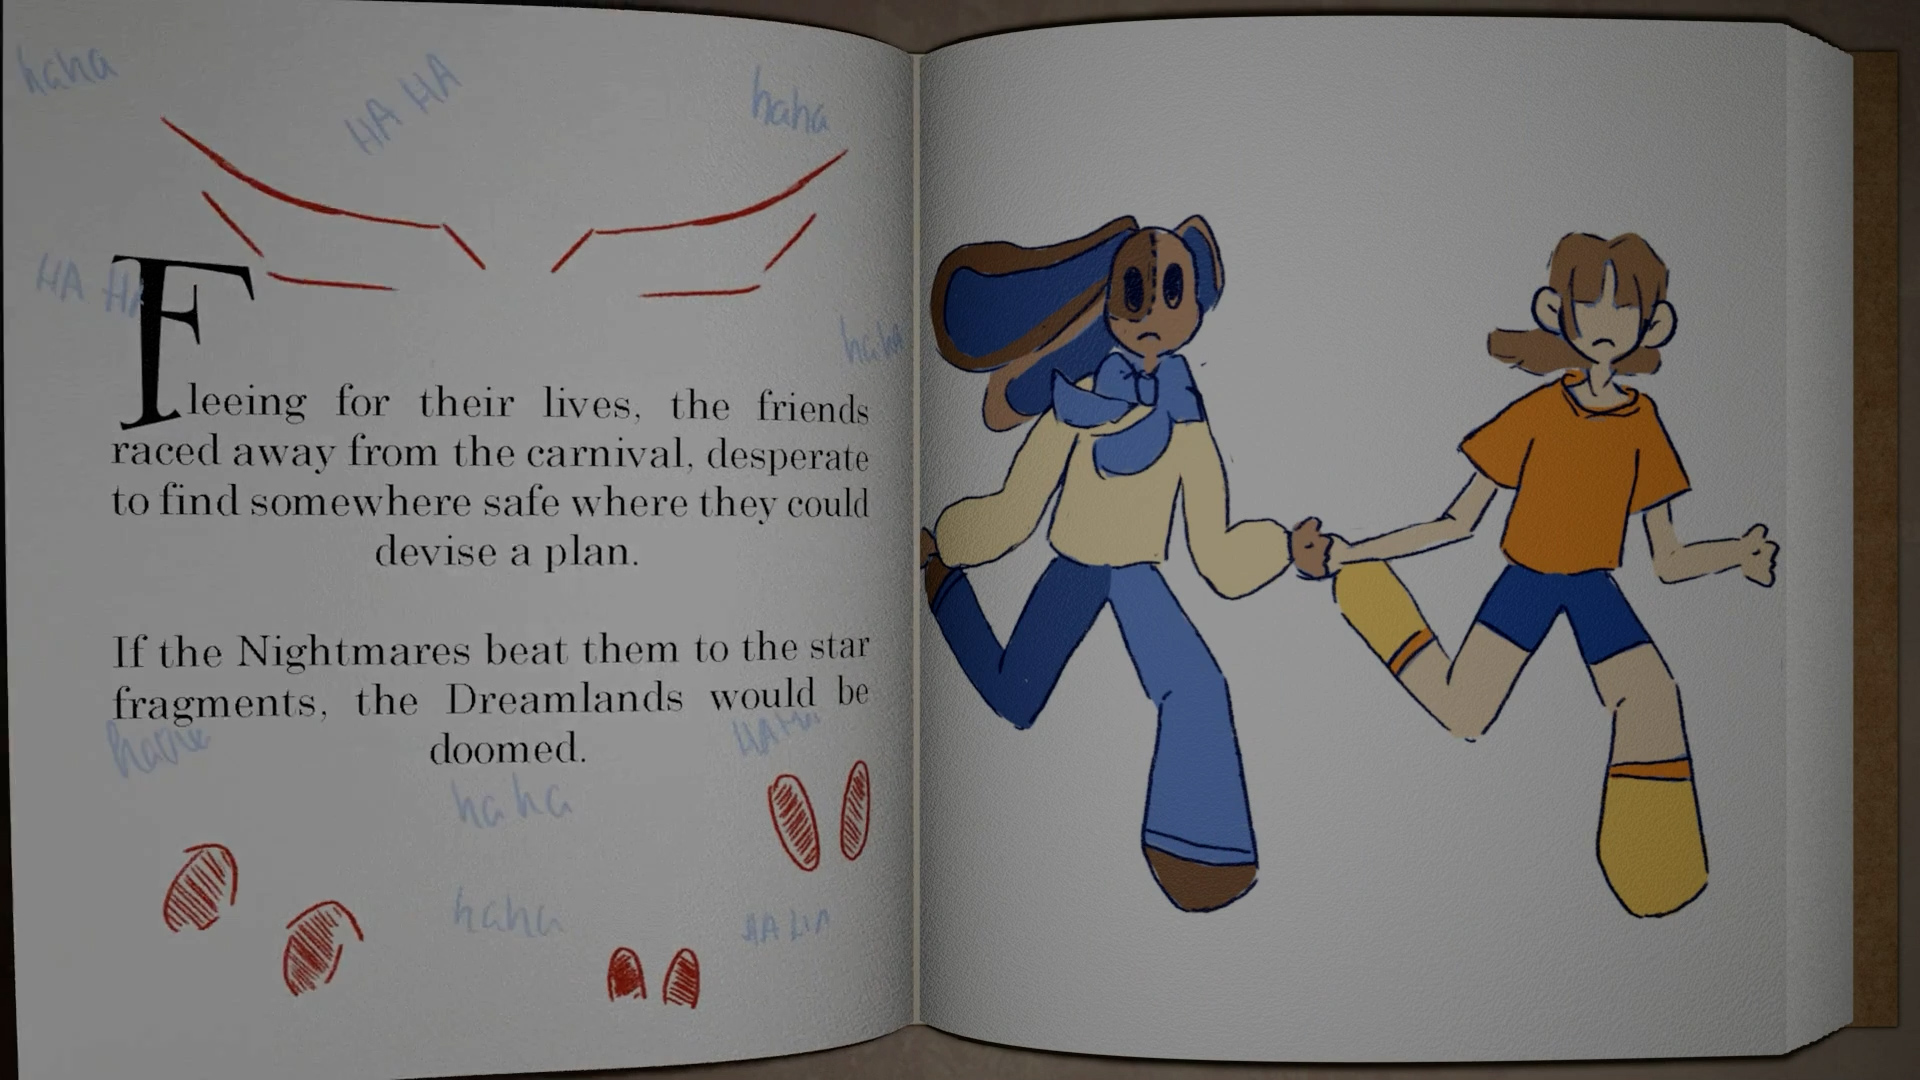 haha
HA HA
haha
HA HA
haha
Fleeing for their lives, the friends
raced away from the carnival, desperate
to find somewhere safe where they could
devise a plan.
If the Nightmares beat them to the star
fragments, the Dreamlands would be
doomed.
HAHA
haha
haha
HA HA